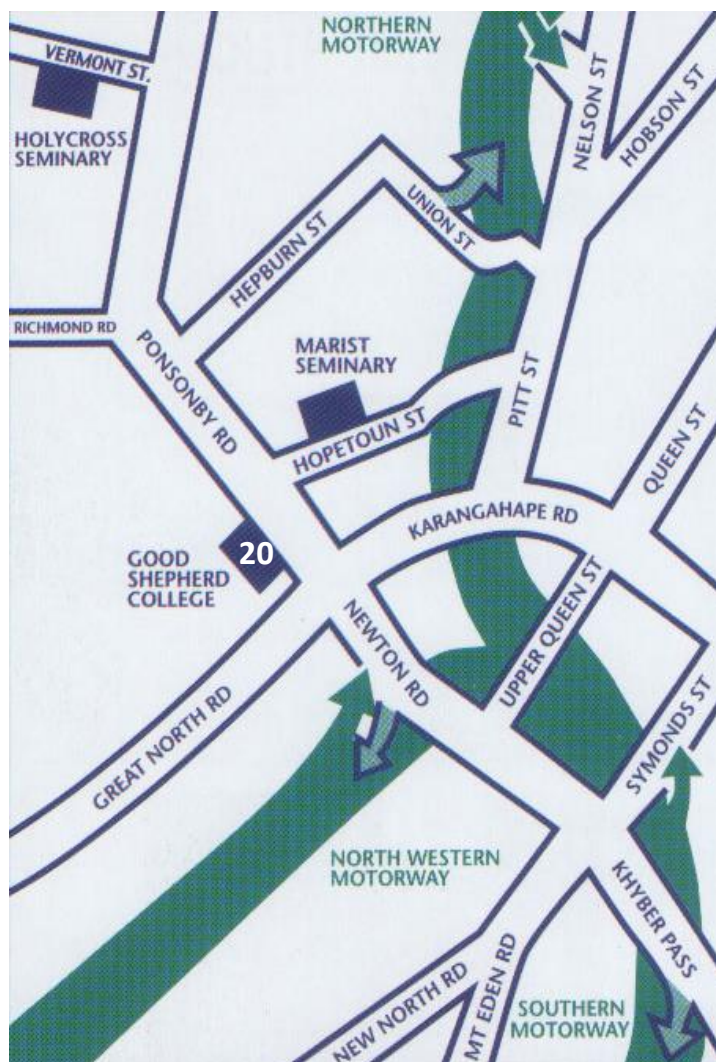 NORTHERN
MOTORWAY
VERMONT ST.
HOLYCROSS
SEMINARY
NELSON ST
HOBSON ST
UNION ST
HEPBURN ST
RICHMOND RD
PONSONBY RD
MARIST
SEMINARY
PITT ST
HOPETOUN ST
QUEEN ST
KARANGAHAPE RD
20
GOOD
SHEPHERD
COLLEGE
NEWTON RD
UPPER QUEEN ST
GREAT NORTH RD
SYMONDS ST
NORTH WESTERN
MOTORWAY
KHYBER PASS
NEW NORTH RD
MT EDEN RD
SOUTHERN
MOTORWAY